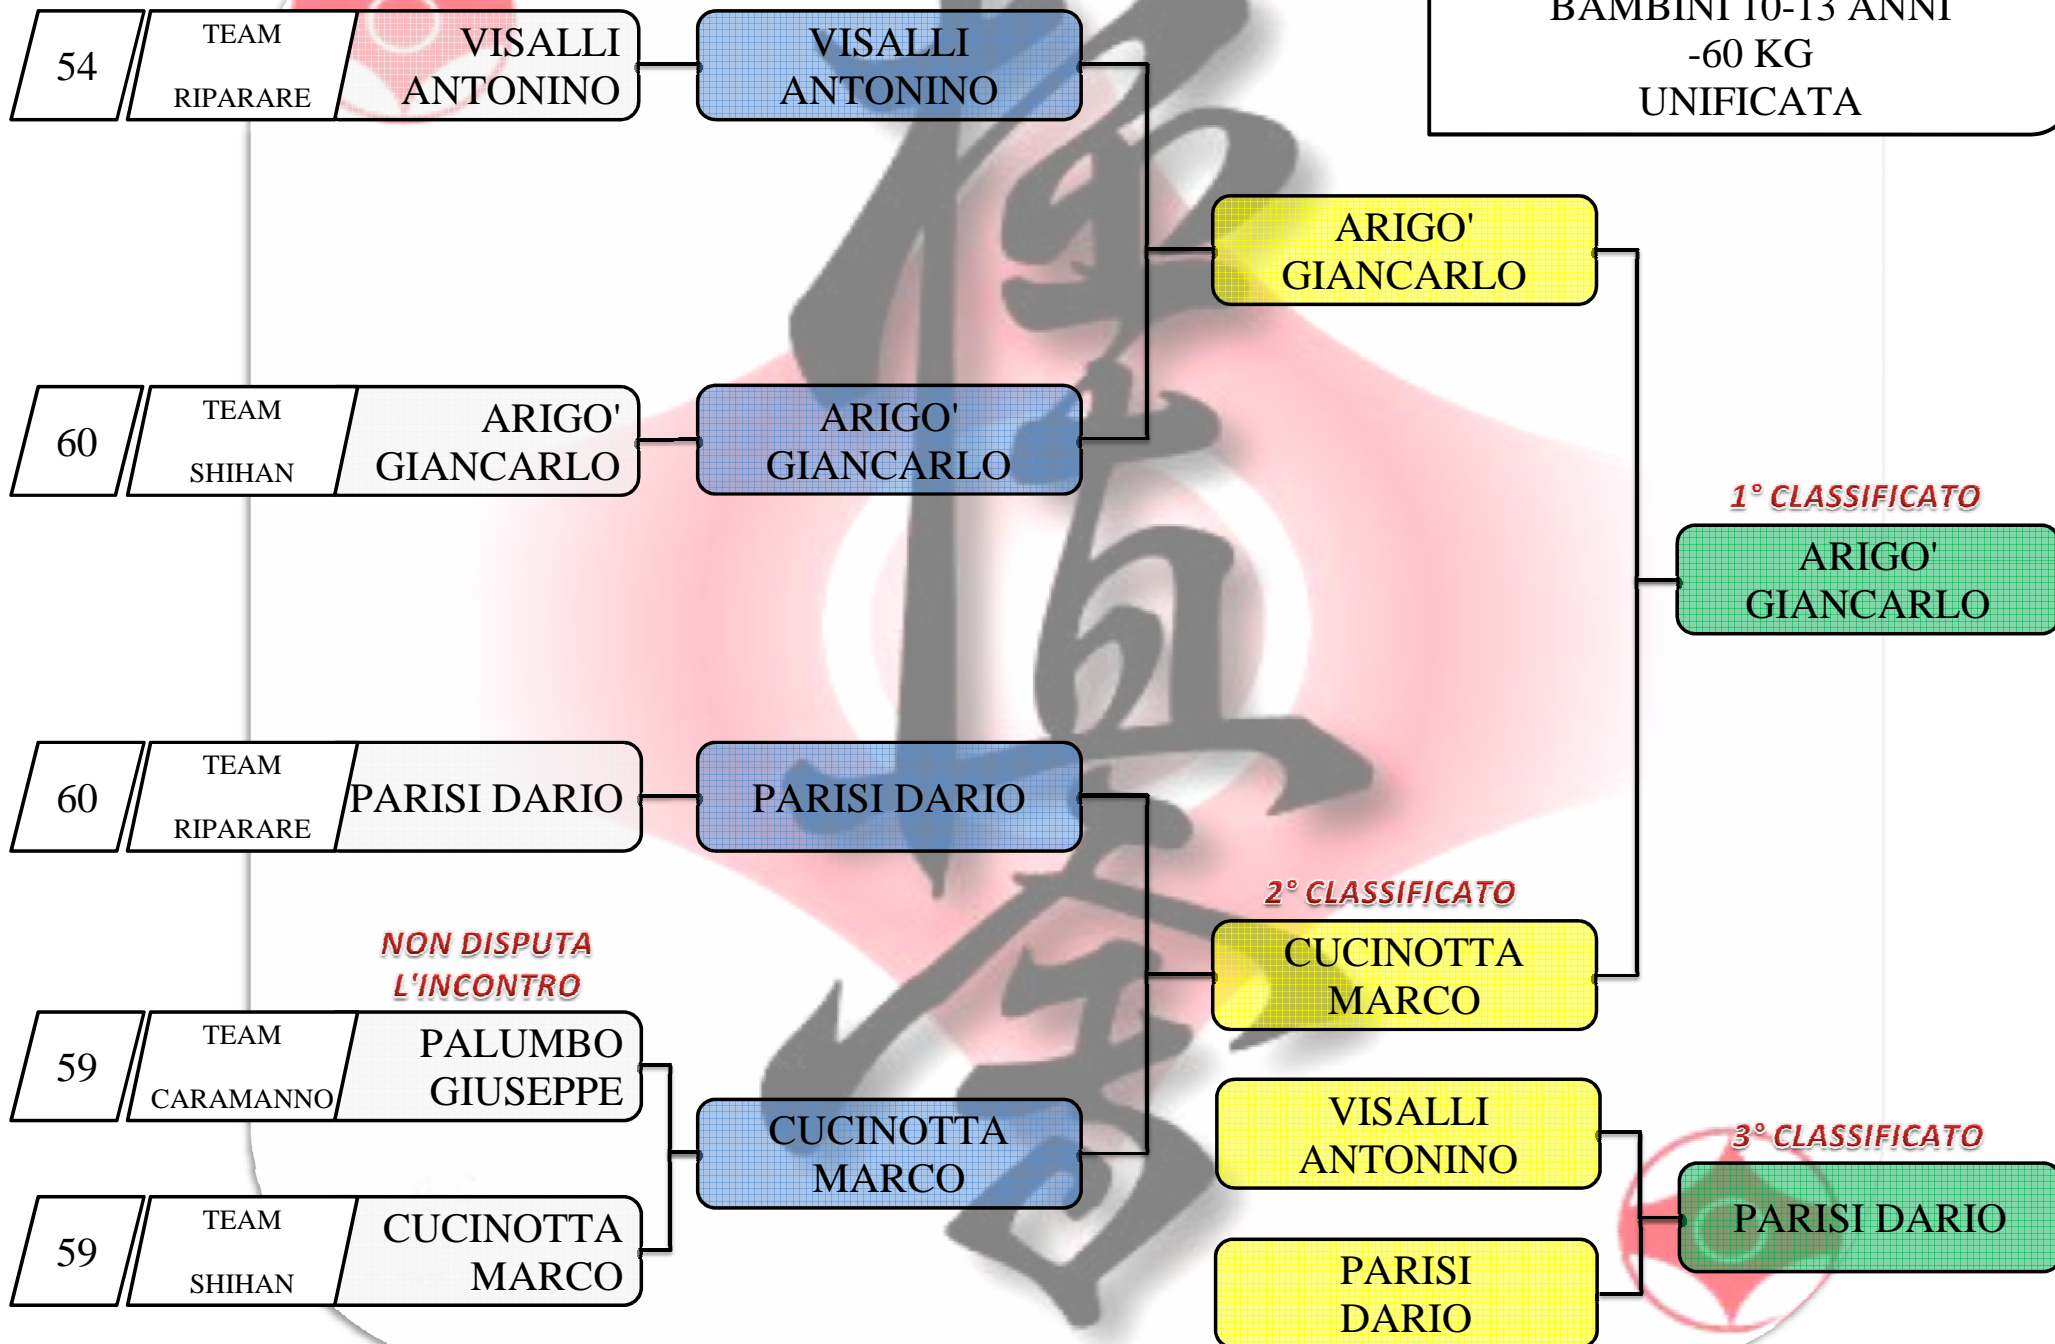 BAMBINI 10-13 ANNI
-60 KG
UNIFICATA
54
TEAM
RIPARARE
VISALLI
ANTONINO
VISALLI
ANTONINO
ARIGO'
GIANCARLO
60
TEAM
SHIHAN
ARIGO'
GIANCARLO
ARIGO'
GIANCARLO
1° CLASSIFICATO
ARIGO'
GIANCARLO
60
TEAM
RIPARARE
PARISI DARIO
PARISI DARIO
2° CLASSIFICATO
CUCINOTTA
MARCO
NON DISPUTA
L'INCONTRO
59
TEAM
CARAMANNO
PALUMBO
GIUSEPPE
CUCINOTTA
MARCO
VISALLI
ANTONINO
3° CLASSIFICATO
PARISI DARIO
59
TEAM
SHIHAN
CUCINOTTA
MARCO
PARISI
DARIO
極真会